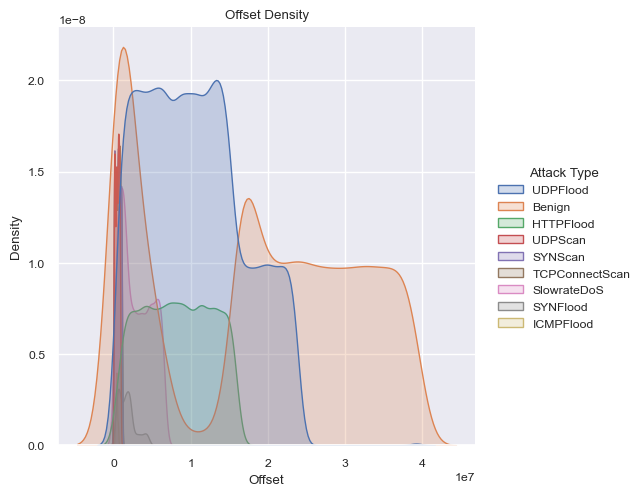 Offset Density
1e−8
2.0
1.5
1.0
0.5
0.0
Density
0
1
2
3
4
1e7
Offset
Attack Type
UDPFlood
Benign
HTTPFlood
UDPScan
SYNScan
TCPConnectScan
SlowrateDoS
SYNFlood
ICMPFlood